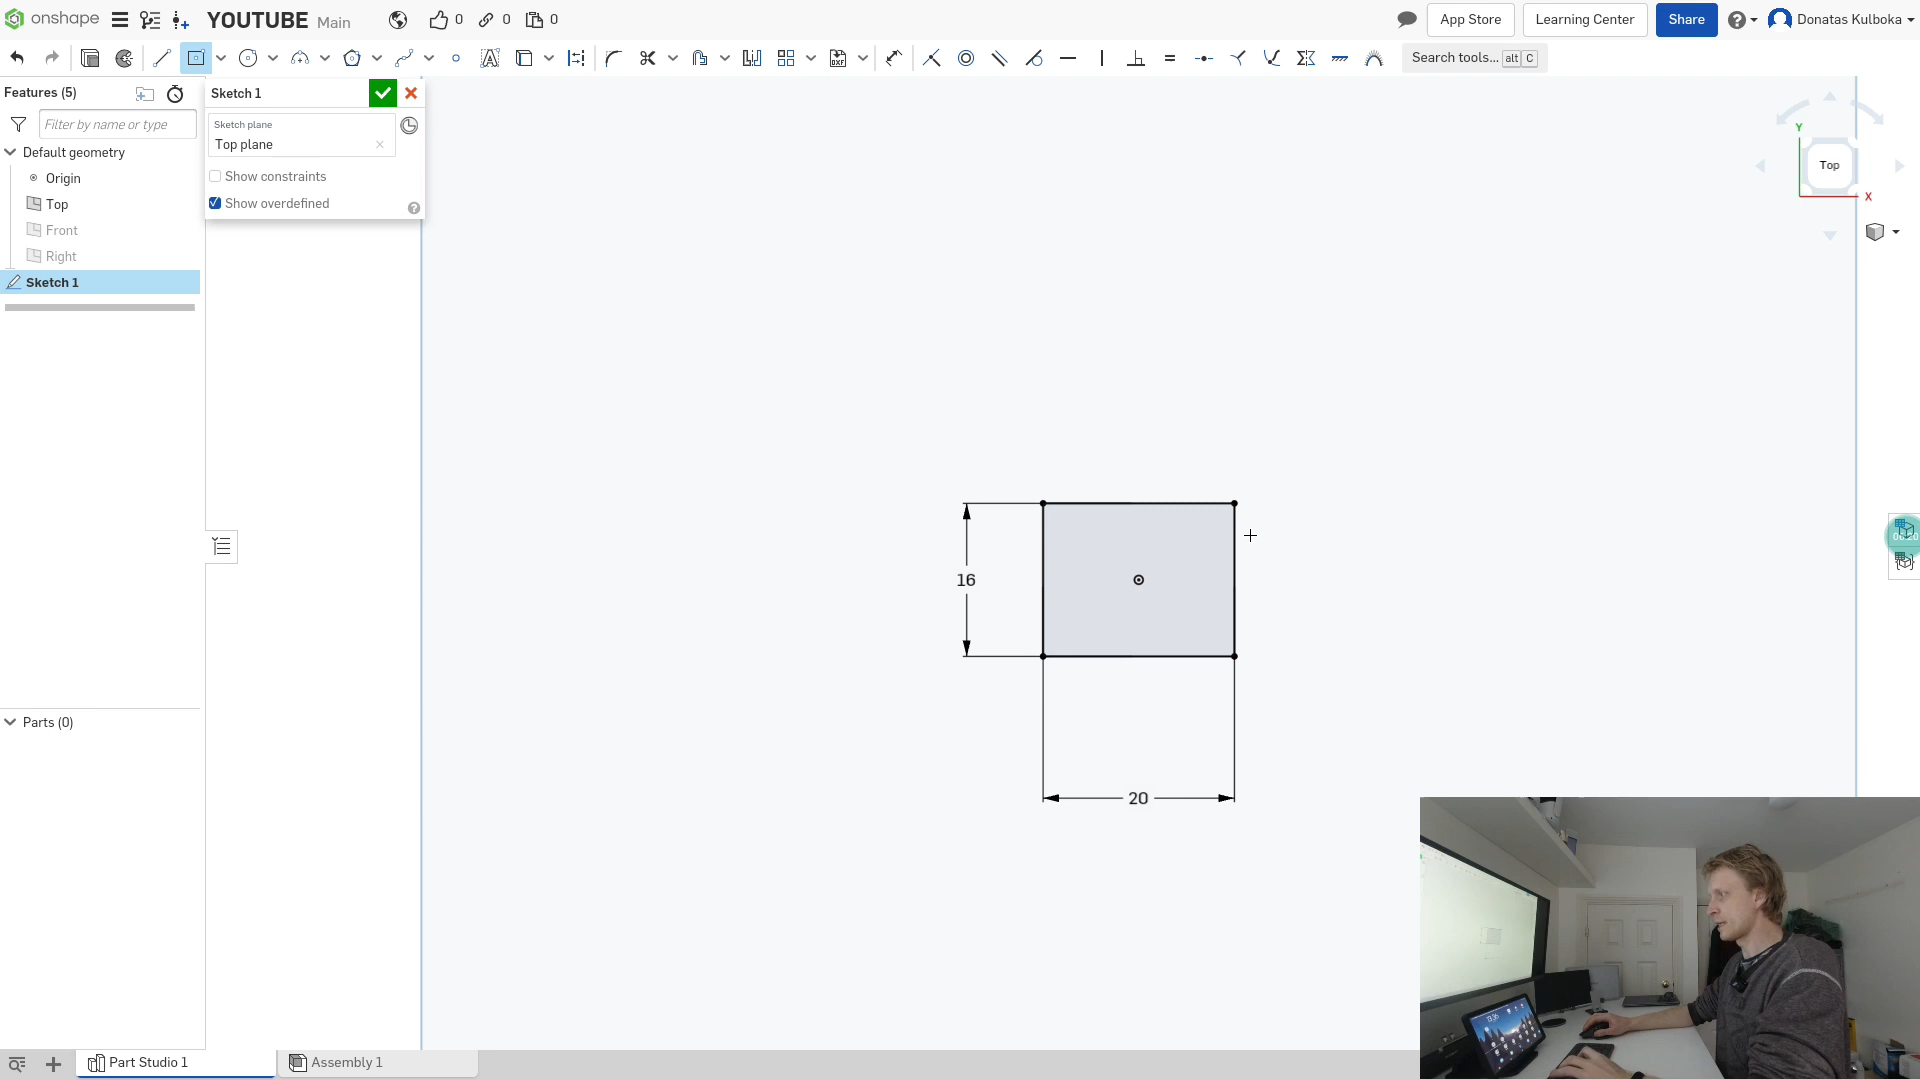 onshape YOUTUBE Main 0 0 0 App Store Learning Center Share Donatas Kulboka
Search tools... alt C
Features (5)
Filter by name or type
Default geometry
Origin
Top
Front
Right
Sketch 1
Parts (0)
Sketch 1
Sketch plane
Top plane
Show constraints
Show overdefined
Y
Top
X
16
20
Part Studio 1
Assembly 1